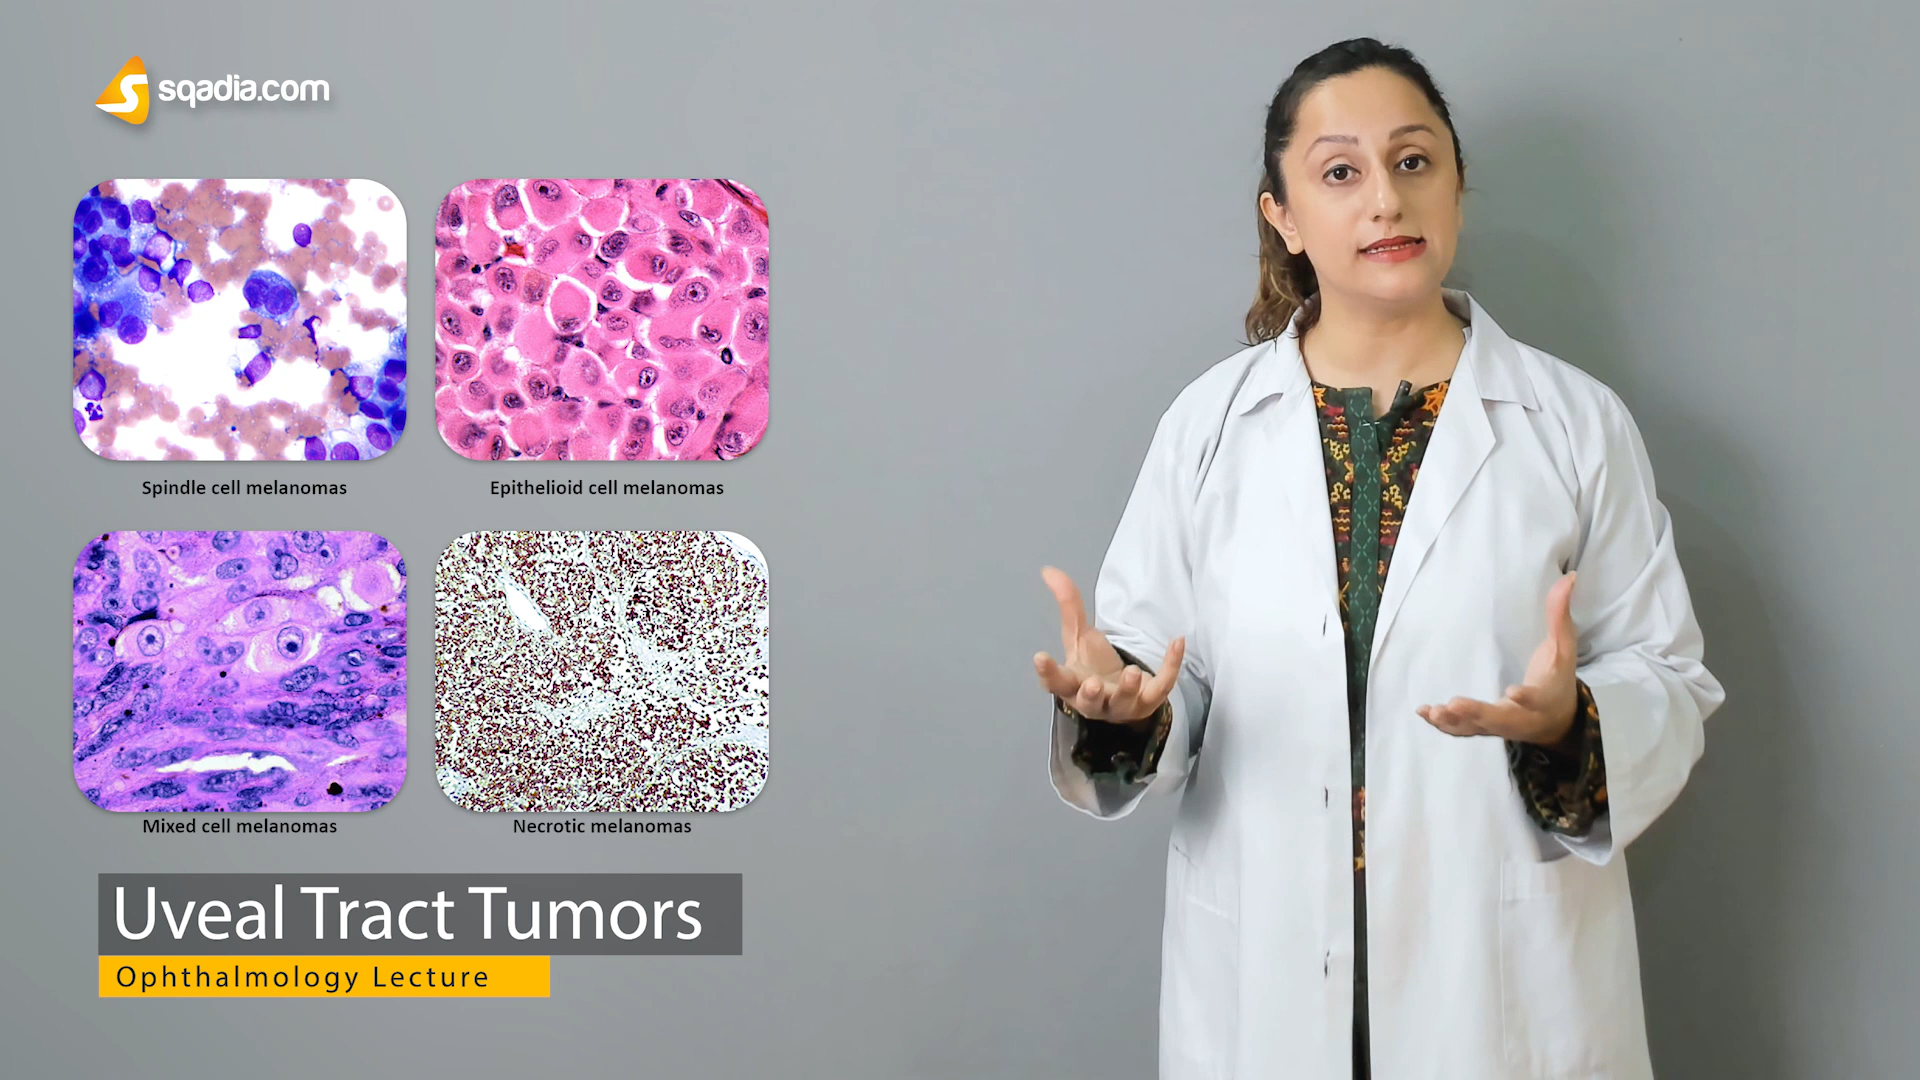 sqadia.com
Spindle cell melanomas
Epithelioid cell melanomas
Mixed cell melanomas
Necrotic melanomas
Uveal Tract Tumors
Ophthalmology Lecture